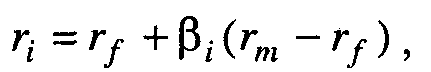 r_i = r_f + β_i (r_m − r_f) ,